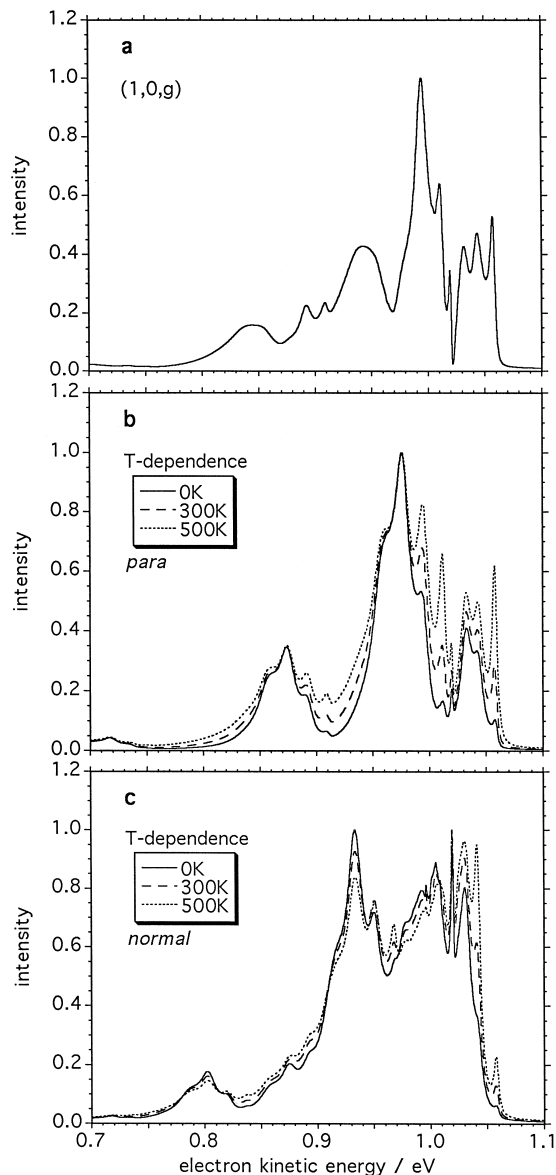 1.2
a
1.0
(1,0,g)
0.8
intensity
0.6
0.4
0.2
0.0
1.2
b
T-dependence
1.0
0K
300K
0.8
500K
intensity
para
0.6
0.4
0.2
0.0
1.2
c
1.0
T-dependence
0K
0.8
300K
500K
intensity
normal
0.6
0.4
0.2
0.0
0.7 0.8 0.9 1.0 1.1
electron kinetic energy / eV